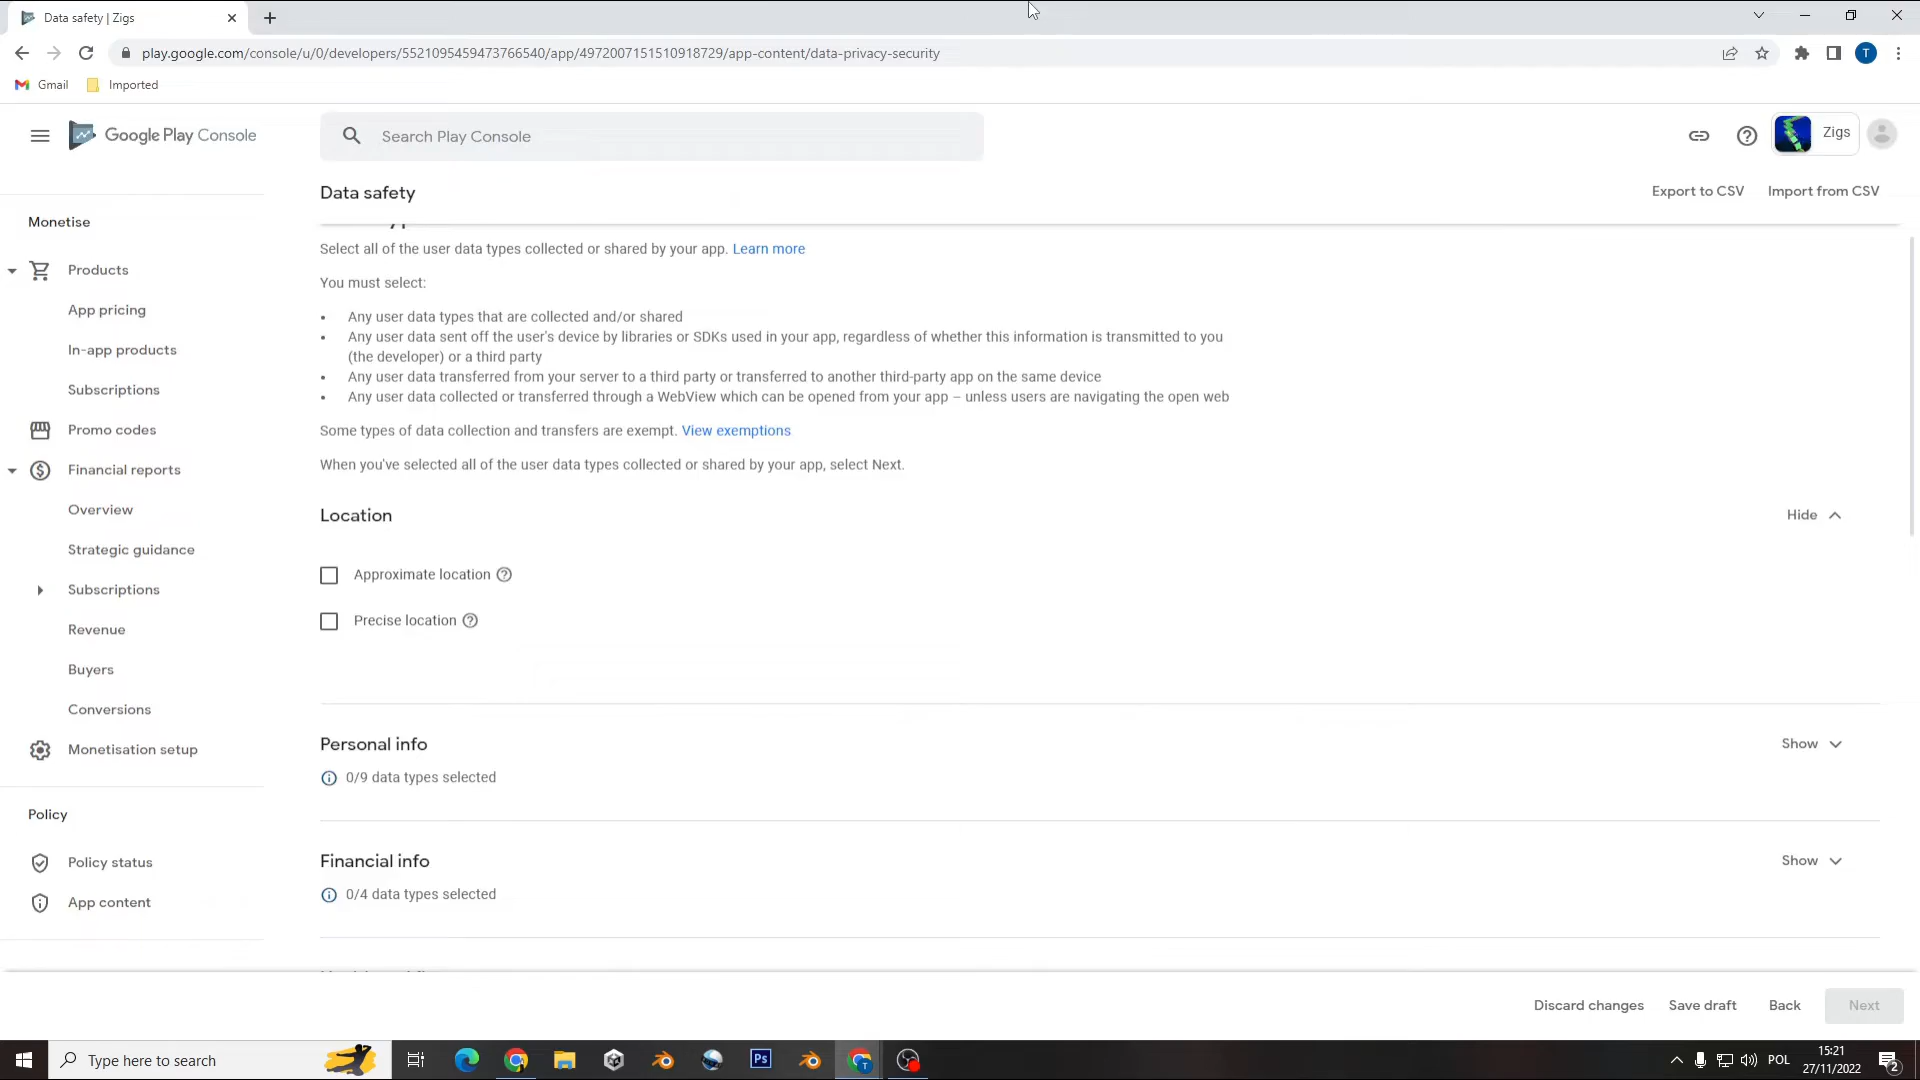 Data safety | Zigs
play.google.com/console/u/0/developers/5521095459473766540/app/4972007151510918729/app-content/data-privacy-security
T
Gmail
Imported
Google Play Console
Search Play Console
Zigs
Data safety
Export to CSV
Import from CSV
Monetise
Products
App pricing
In-app products
Subscriptions
Promo codes
Financial reports
Overview
Strategic guidance
Subscriptions
Revenue
Buyers
Conversions
Monetisation setup
Policy
Policy status
App content
Select all of the user data types collected or shared by your app. Learn more
You must select:
• Any user data types that are collected and/or shared
• Any user data sent off the user's device by libraries or SDKs used in your app, regardless of whether this information is transmitted to you
(the developer) or a third party
• Any user data transferred from your server to a third party or transferred to another third-party app on the same device
• Any user data collected or transferred through a WebView which can be opened from your app – unless users are navigating the open web
Some types of data collection and transfers are exempt. View exemptions
When you've selected all of the user data types collected or shared by your app, select Next.
Location
Hide
Approximate location
Precise location
Personal info
Show
0/9 data types selected
Financial info
Show
0/4 data types selected
Discard changes
Save draft
Back
Next
Type here to search
Ps
T
POL
15:21
27/11/2022
2